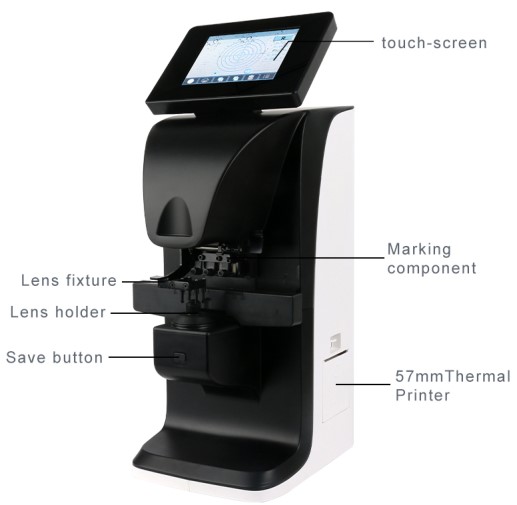 touch-screen
Marking
component
Lens fixture
Lens holder
Save button
57mmThermal
Printer